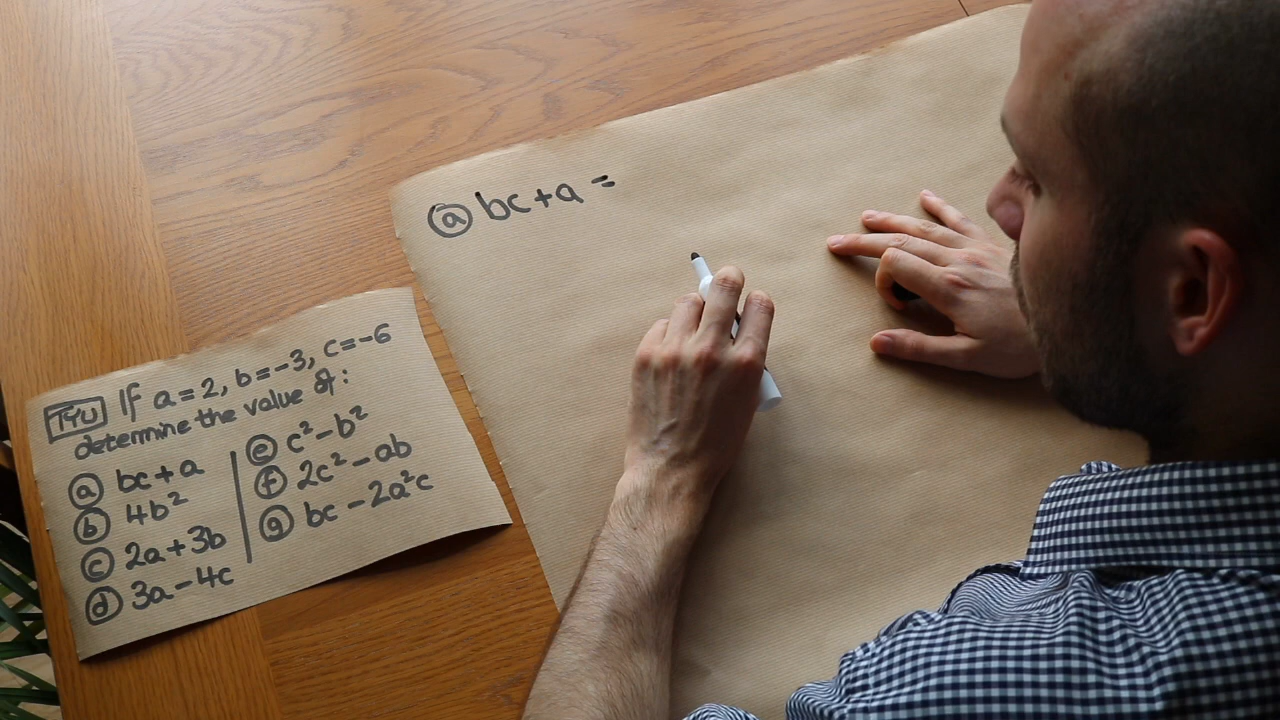 TYU If a=2, b=-3, c=-6
determine the value of:
a bc+a
b 4b²
c 2a+3b
d 3a-4c
e c²-b²
f 2c²-ab
g bc-2a²c
a bc+a =